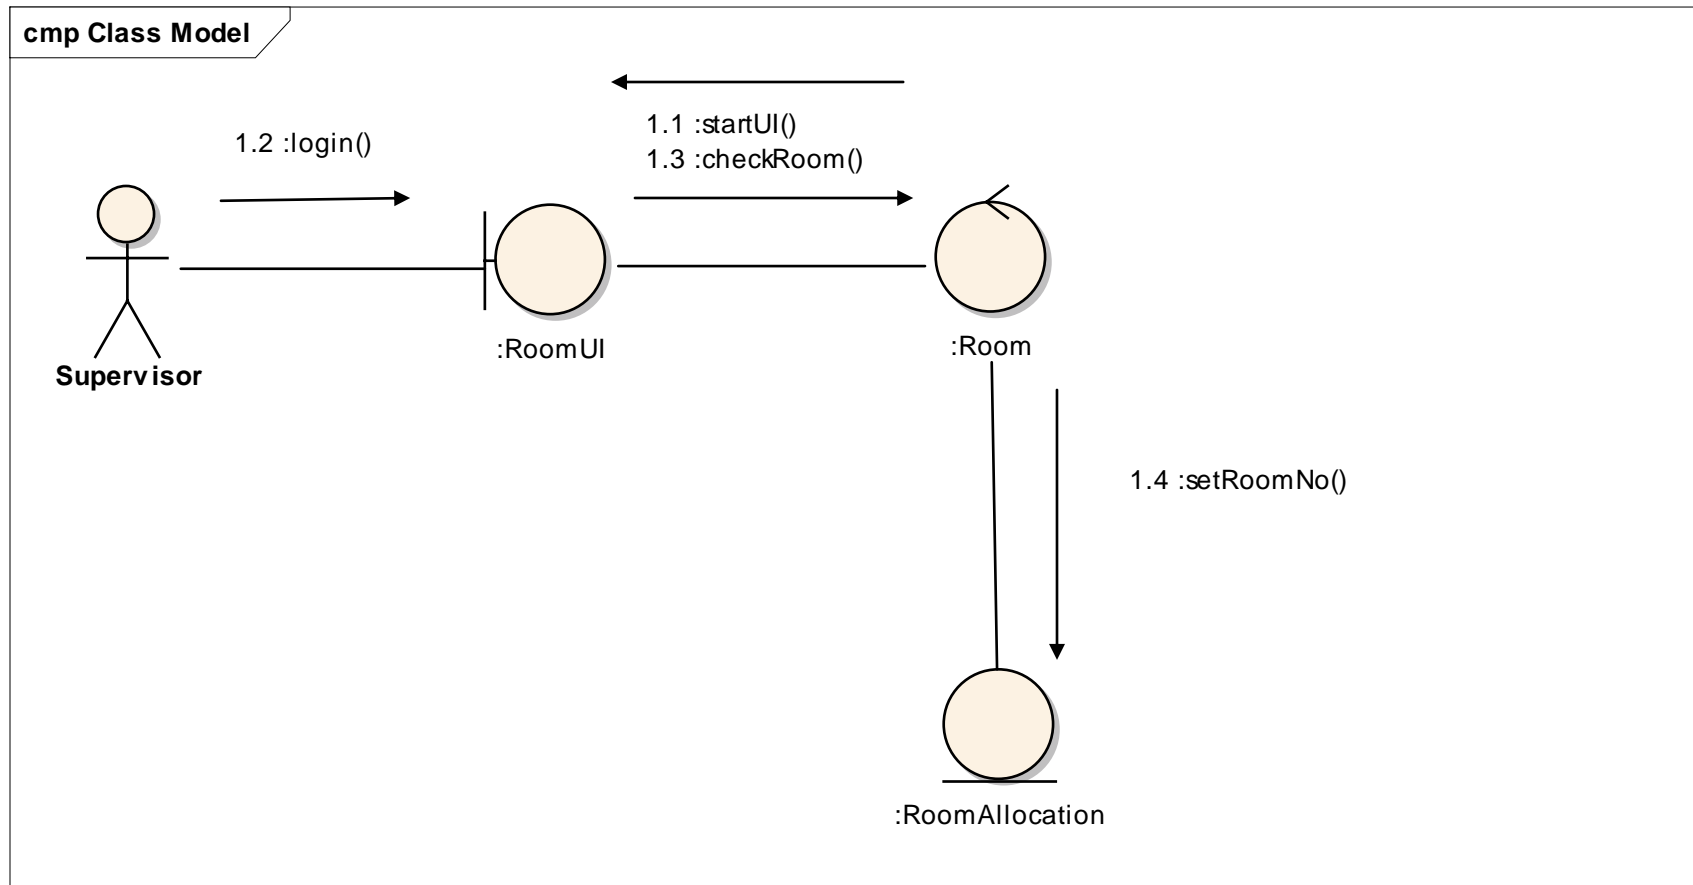 cmp Class Model
1.2 :login()
1.1 :startUI()
1.3 :checkRoom()
:RoomUI
:Room
Supervisor
1.4 :setRoomNo()
:RoomAllocation